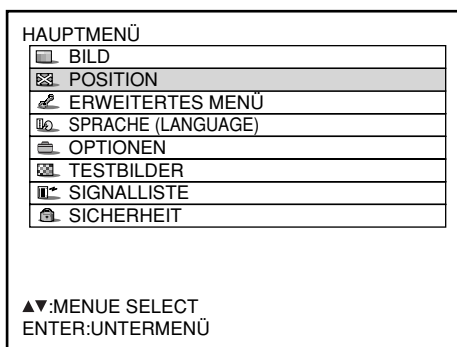 HAUPTMENÜ
BILD
POSITION
ERWEITERTES MENÜ
SPRACHE (LANGUAGE)
OPTIONEN
TESTBILDER
SIGNALLISTE
SICHERHEIT
▲▼:MENUE SELECT
ENTER:UNTERMENÜ